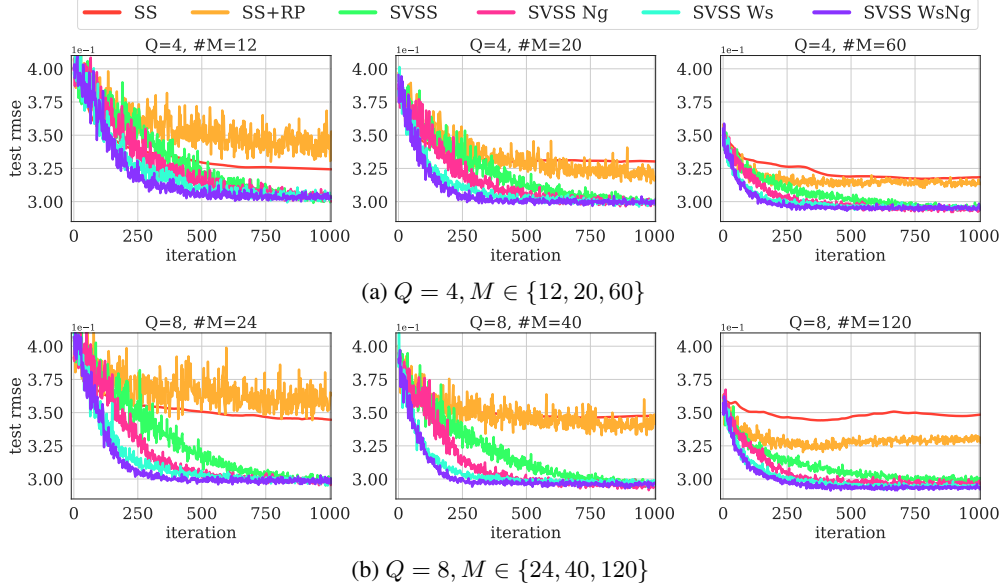 SS SS+RP SVSS SVSS Ng SVSS Ws SVSS WsNg
Q=4, #M=12 Q=4, #M=20 Q=4, #M=60
1e−1 1e−1 1e−1
test rmse
4.00 3.75 3.50 3.25 3.00
4.00 3.75 3.50 3.25 3.00
4.00 3.75 3.50 3.25 3.00
0 250 500 750 1000 0 250 500 750 1000 0 250 500 750 1000
iteration iteration iteration
(a) Q = 4, M ∈ {12, 20, 60}
Q=8, #M=24 Q=8, #M=40 Q=8, #M=120
1e−1 1e−1 1e−1
test rmse
4.00 3.75 3.50 3.25 3.00
4.00 3.75 3.50 3.25 3.00
4.00 3.75 3.50 3.25 3.00
0 250 500 750 1000 0 250 500 750 1000 0 250 500 750 1000
iteration iteration iteration
(b) Q = 8, M ∈ {24, 40, 120}